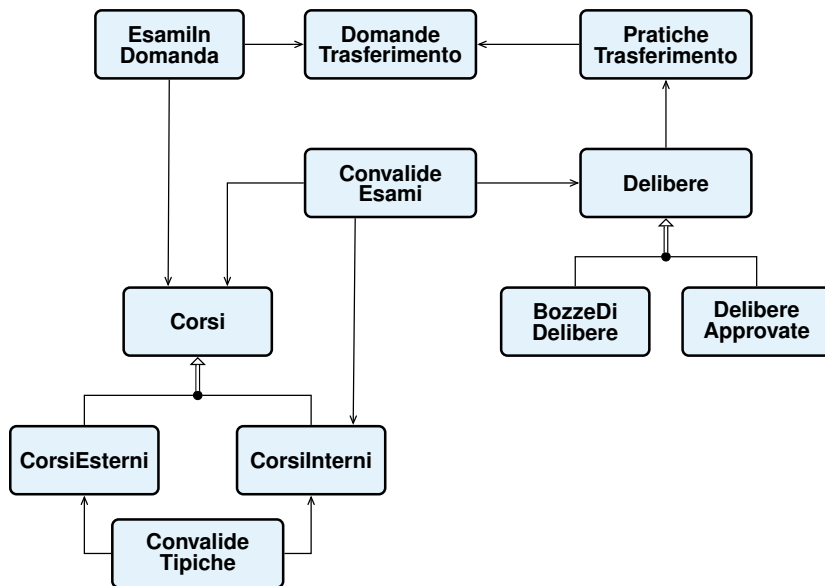 EsamiIn
Domanda
Domande
Trasferimento
Pratiche
Trasferimento
Convalide
Esami
Delibere
Corsi
BozzeDi
Delibere
Delibere
Approvate
CorsiEsterni
CorsiInterni
Convalide
Tipiche